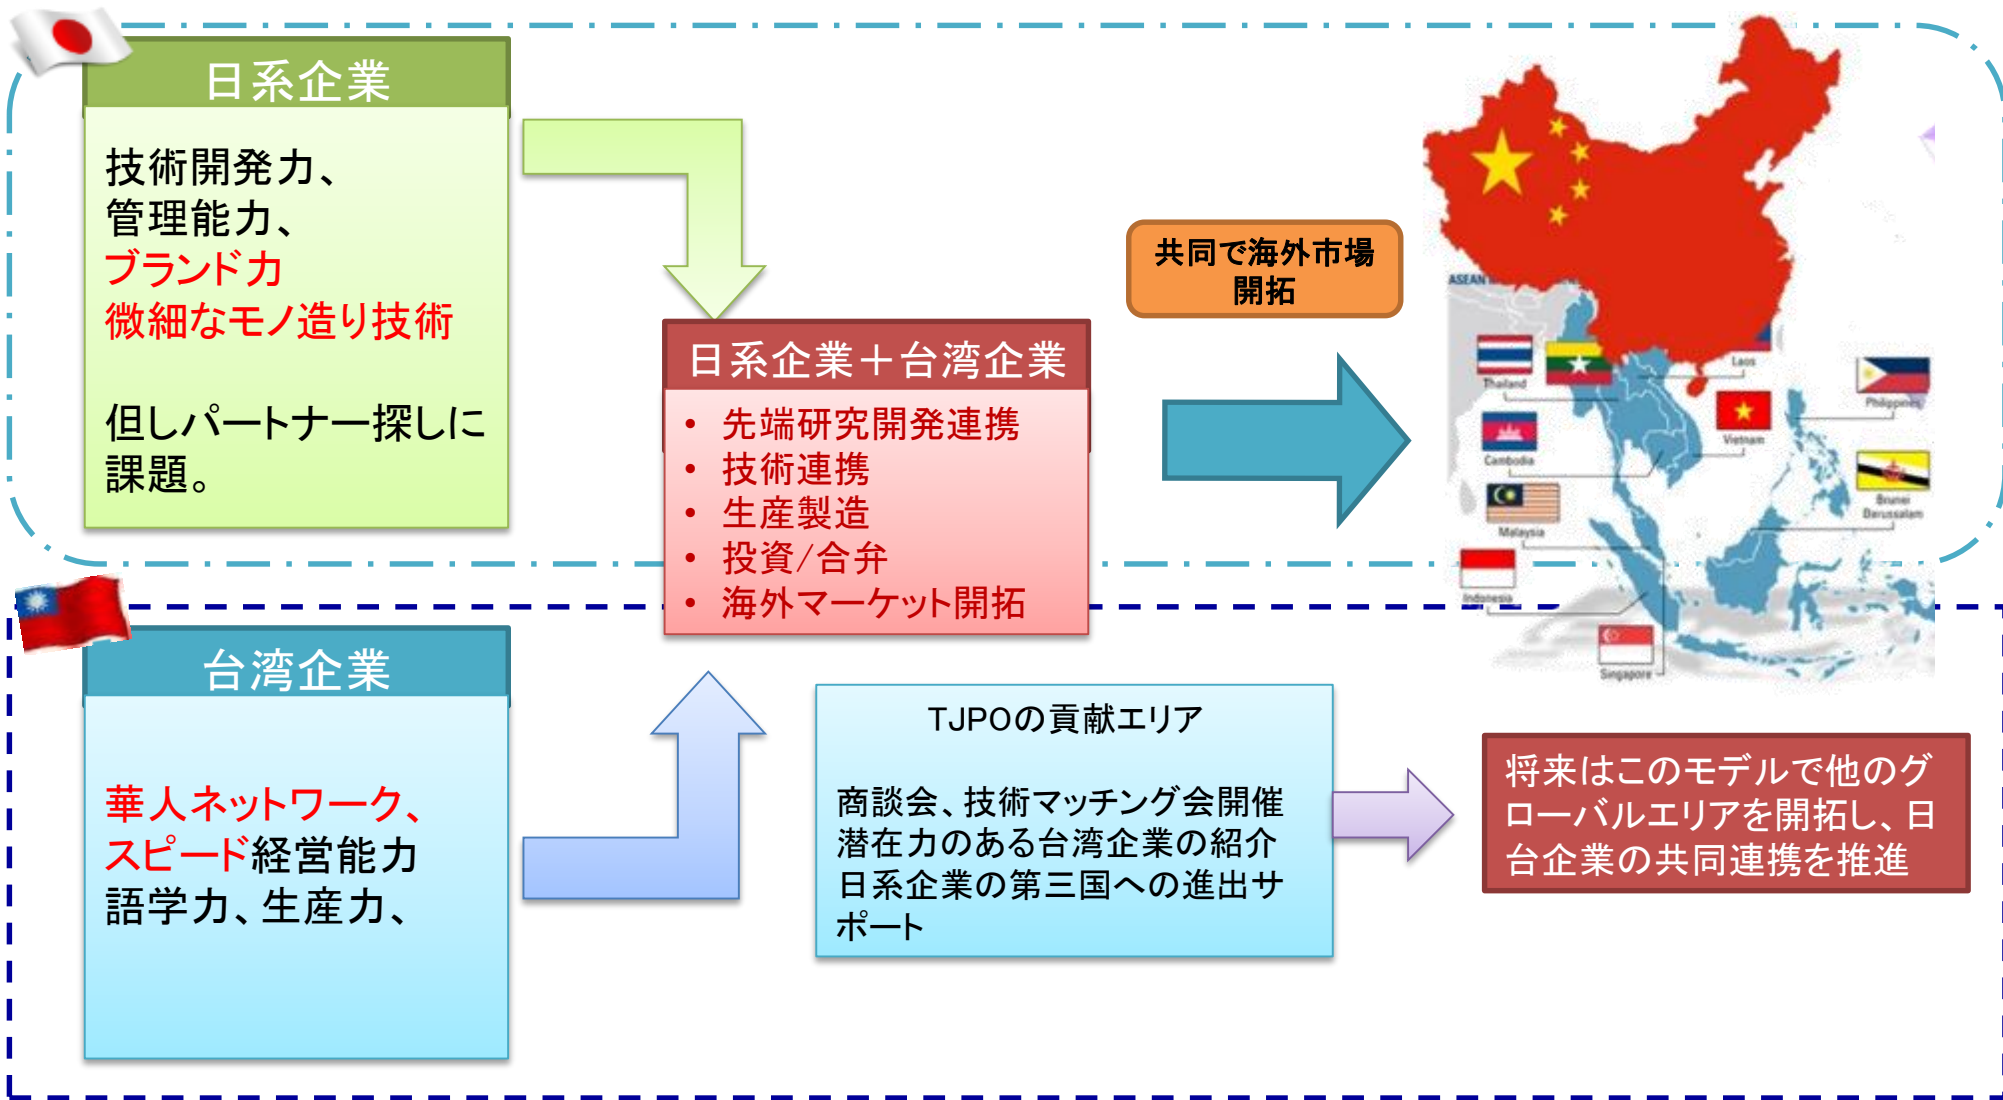 日系企業
技術開発力、
管理能力、
ブランド力
微細なモノ造り技術
但しパートナー探しに
課題。
日系企業＋台湾企業
• 先端研究開発連携
• 技術連携
• 生産製造
• 投資/合弁
• 海外マーケット開拓
共同で海外市場
開拓
ASEAN
Thailand
Laos
Philippines
Cambodia
Vietnam
Malaysia
Brunei
Darussalam
Indonesia
Singapore
台湾企業
華人ネットワーク、
スピード経営能力
語学力、生産力、
TJPOの貢献エリア
商談会、技術マッチング会開催
潜在力のある台湾企業の紹介
日系企業の第三国への進出サ
ポート
将来はこのモデルで他のグ
ローバルエリアを開拓し、日
台企業の共同連携を推進